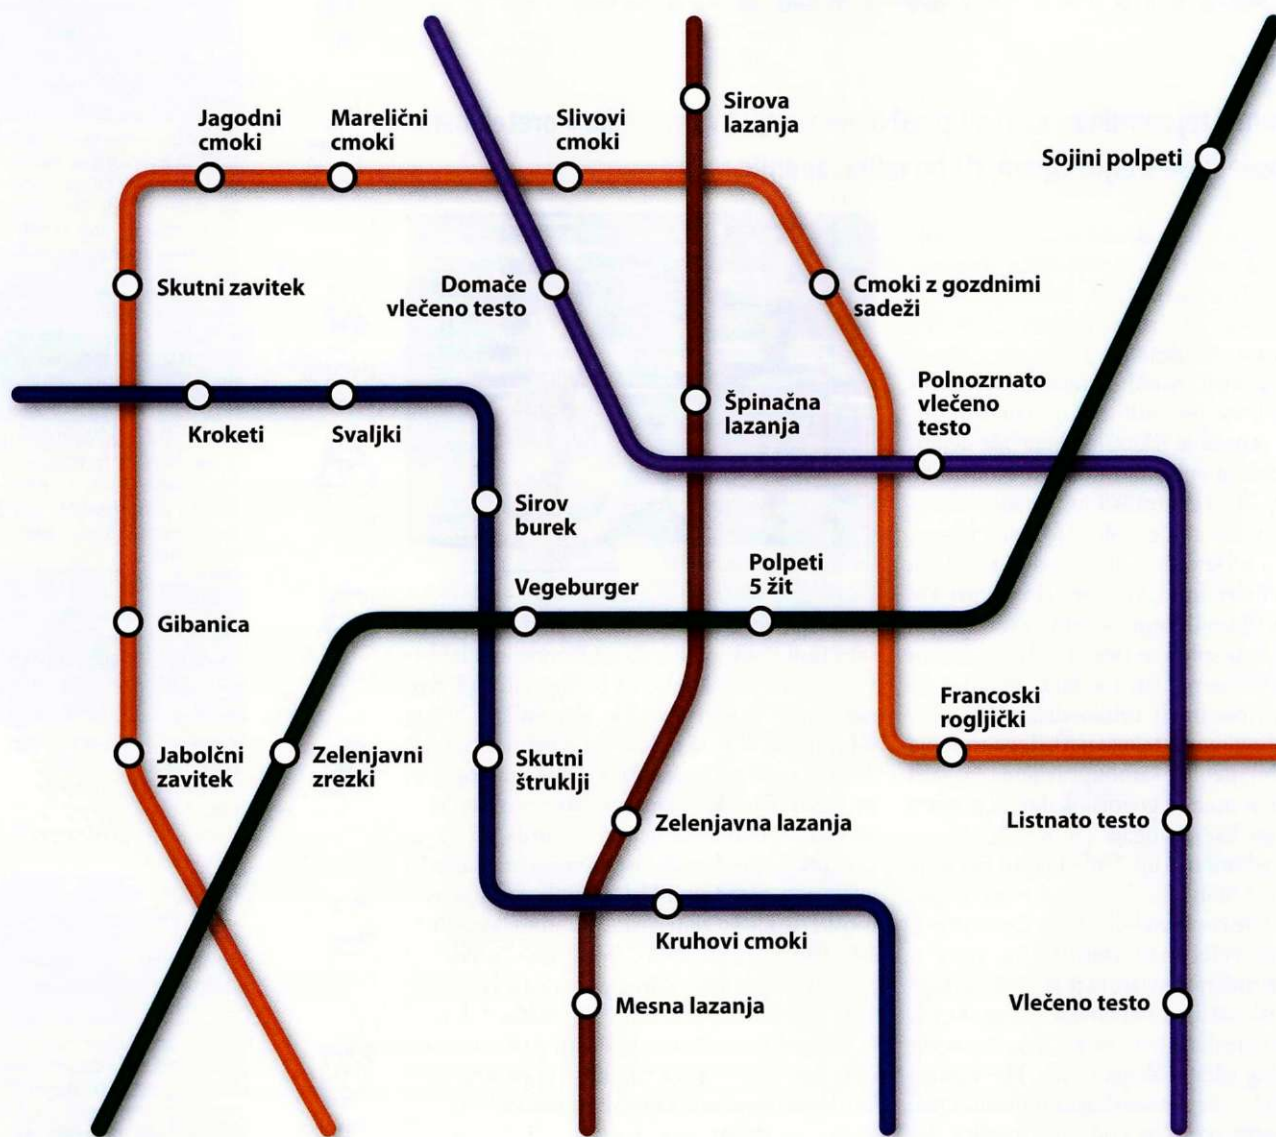 Jagodni
cmoki
Marelični
cmoki
Slivovi
cmoki
Sirova
lazanja
Sojini polpeti
Skutni zavitek
Domače
vlečeno testo
Cmoki z gozdnimi
sadeži
Polnozrnato
vlečeno
testo
Kroketi
Svaljki
Špinačna
lazanja
Sirov
burek
Vegeburger
Polpeti
5 žit
Gibanica
Francoski
rogljički
Jabolčni
zavitek
Zelenjavni
zrezki
Skutni
štruklji
Zelenjavna lazanja
Listnato testo
Kruhovi cmoki
Mesna lazanja
Vlečeno testo